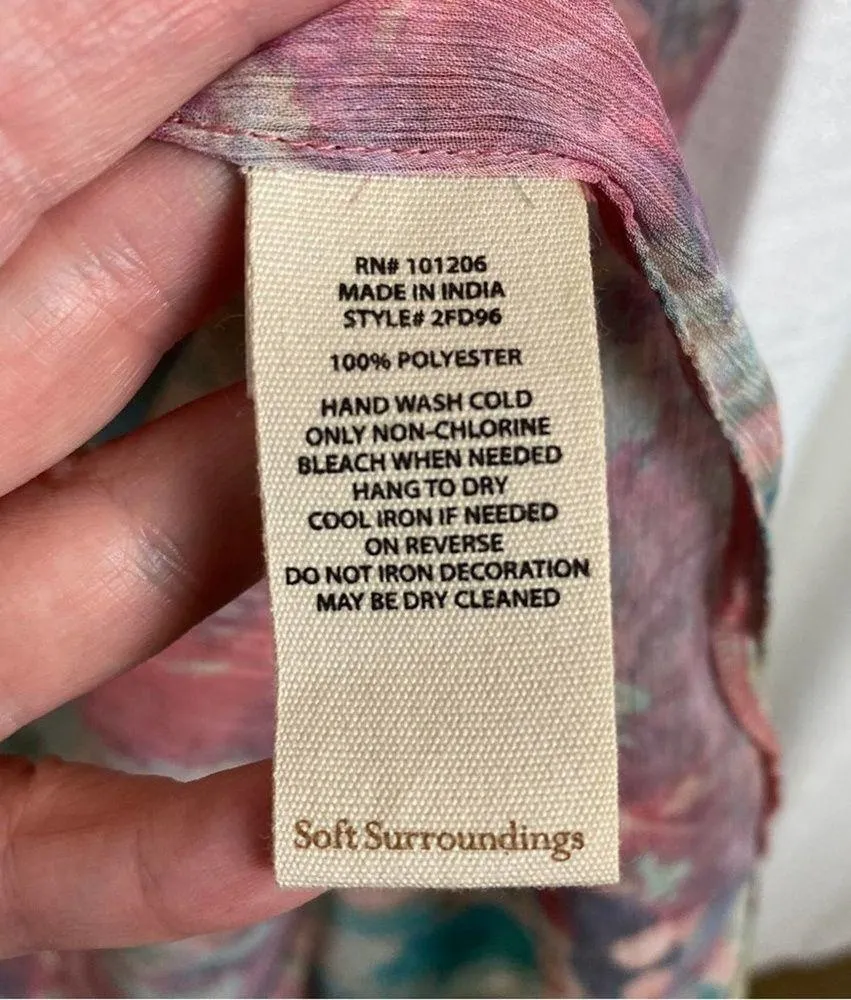 RN# 101206
MADE IN INDIA
STYLE# 2FD96
100% POLYESTER
HAND WASH COLD
ONLY NON-CHLORINE
BLEACH WHEN NEEDED
HANG TO DRY
COOL IRON IF NEEDED
ON REVERSE
DO NOT IRON DECORATION
MAY BE DRY CLEANED
Soft Surroundings